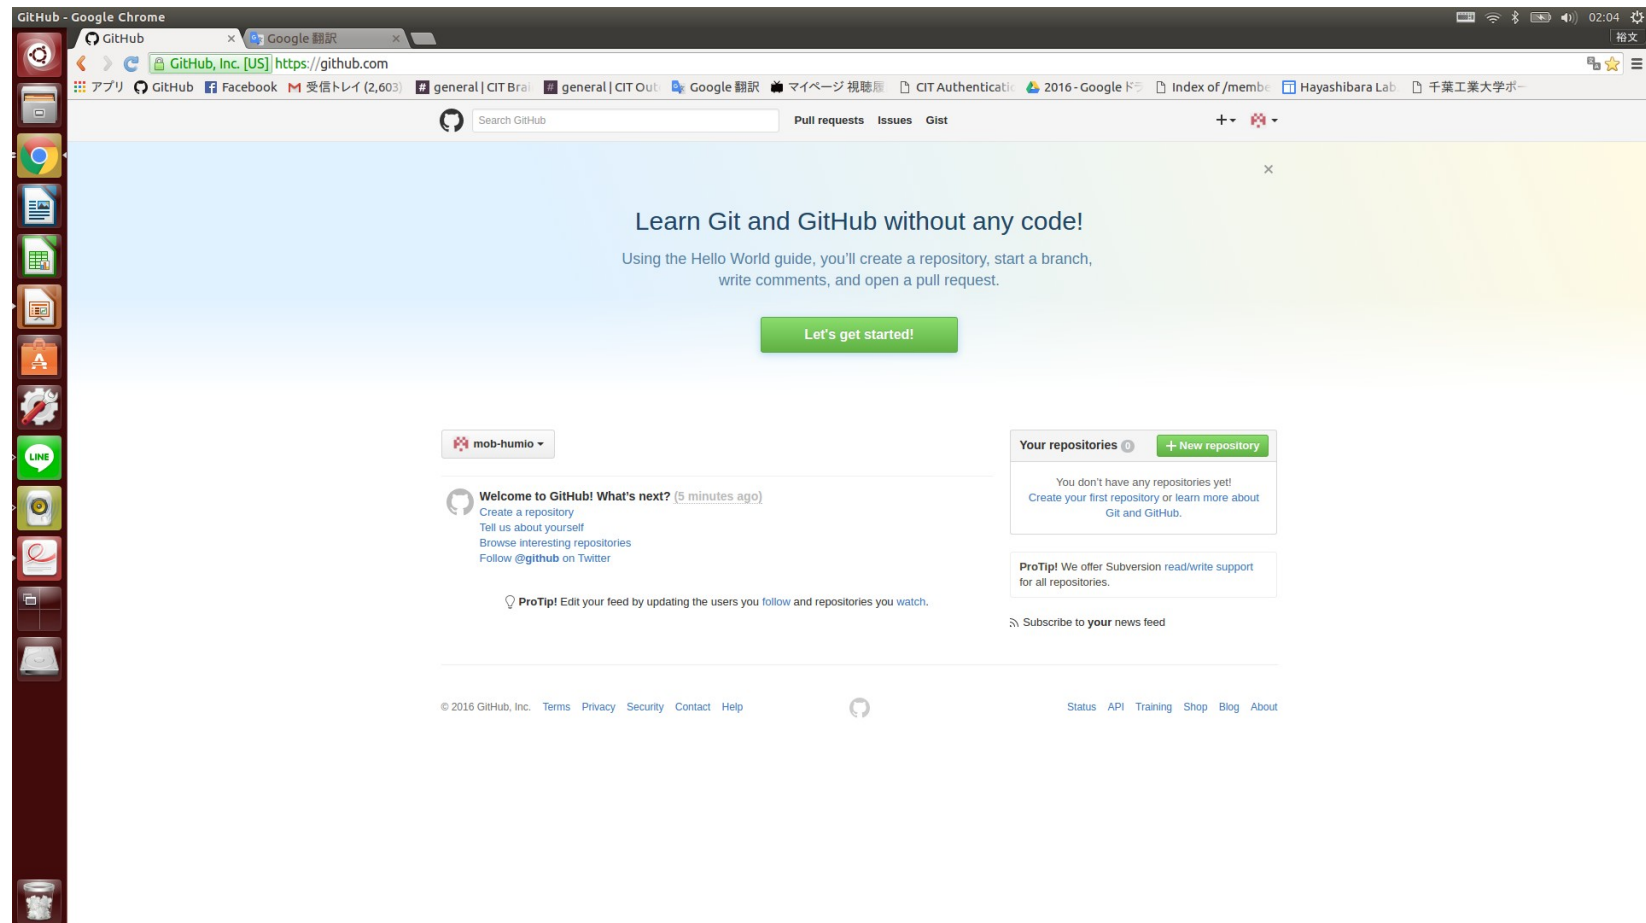 GitHub - Google Chrome
02:04
GitHub
Google 翻訳
裕文
GitHub, Inc. [US] https://github.com
アプリ GitHub Facebook 受信トレイ (2,603) general | CIT Brai general | CIT Out Google 翻訳 マイページ 視聴履 CIT Authenticatic 2016 - Google ドラ Index of /membe Hayashibara Lab. 千葉工業大学ポー
Search GitHub
Pull requests Issues Gist
Learn Git and GitHub without any code!
Using the Hello World guide, you'll create a repository, start a branch,
write comments, and open a pull request.
Let's get started!
mob-humio
Welcome to GitHub! What's next? (5 minutes ago)
Create a repository
Tell us about yourself
Browse interesting repositories
Follow @github on Twitter
ProTip! Edit your feed by updating the users you follow and repositories you watch.
Your repositories 0
New repository
You don't have any repositories yet!
Create your first repository or learn more about
Git and GitHub.
ProTip! We offer Subversion read/write support
for all repositories.
Subscribe to your news feed
© 2016 GitHub, Inc. Terms Privacy Security Contact Help
Status API Training Shop Blog About
LINE